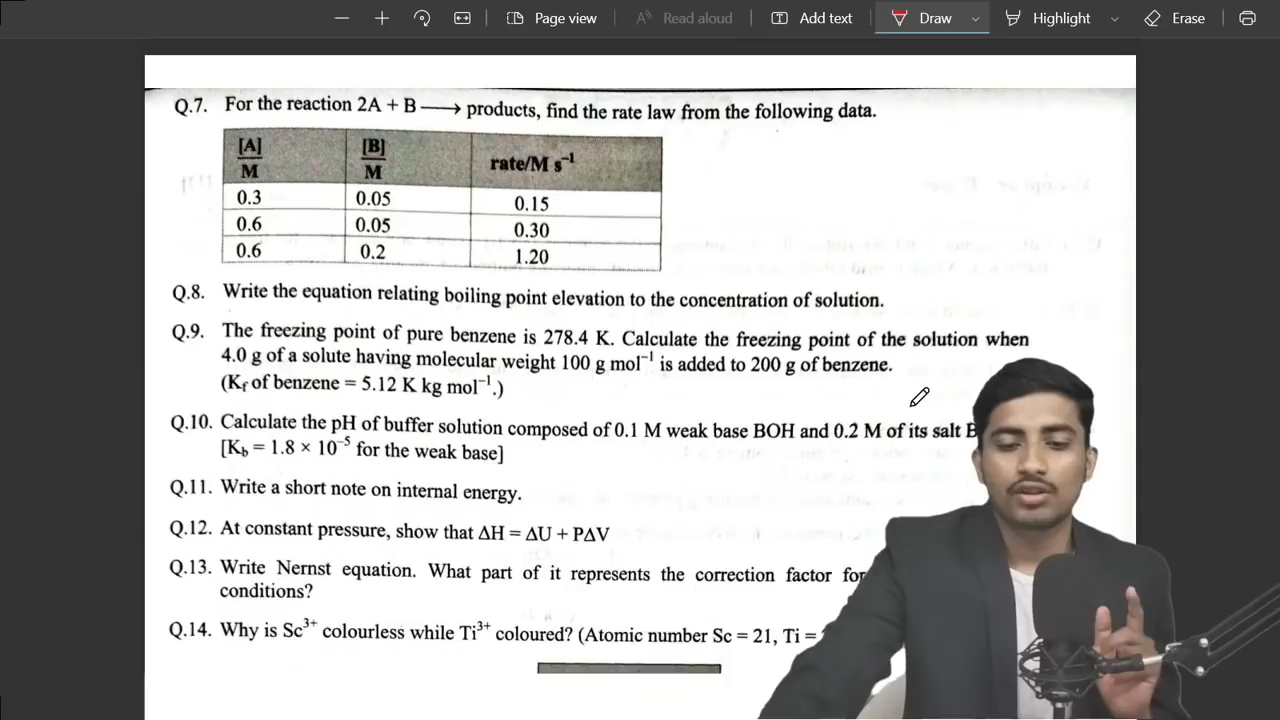 Page view
Read aloud
Add text
Draw
Highlight
Erase
Q.7. For the reaction 2A + B ⟶ products, find the rate law from the following data.
[A]/M [B]/M rate/M s⁻¹
0.3 0.05 0.15
0.6 0.05 0.30
0.6 0.2 1.20
Q.8. Write the equation relating boiling point elevation to the concentration of solution.
Q.9. The freezing point of pure benzene is 278.4 K. Calculate the freezing point of the solution when
4.0 g of a solute having molecular weight 100 g mol⁻¹ is added to 200 g of benzene.
(K_f of benzene = 5.12 K kg mol⁻¹.)
Q.10. Calculate the pH of buffer solution composed of 0.1 M weak base BOH and 0.2 M of its salt
[K_b = 1.8 × 10⁻⁵ for the weak base]
Q.11. Write a short note on internal energy.
Q.12. At constant pressure, show that ΔH = ΔU + PΔV
Q.13. Write Nernst equation. What part of it represents the correction factor for
conditions?
Q.14. Why is Sc³⁺ colourless while Ti³⁺ coloured? (Atomic number Sc = 21, Ti =